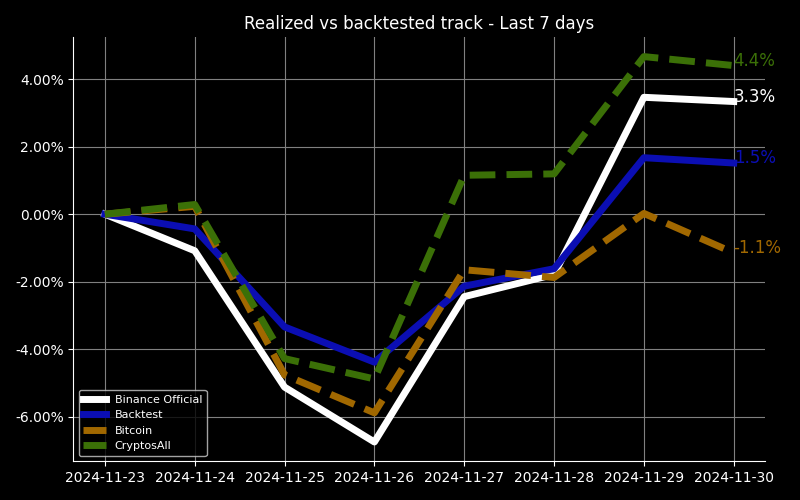 Realized vs backtested track - Last 7 days
4.00%
2.00%
0.00%
-2.00%
-4.00%
-6.00%
4.4%
3.3%
1.5%
-1.1%
Binance Official
Backtest
Bitcoin
CryptosAll
2024-11-23 2024-11-24 2024-11-25 2024-11-26 2024-11-27 2024-11-28 2024-11-29 2024-11-30